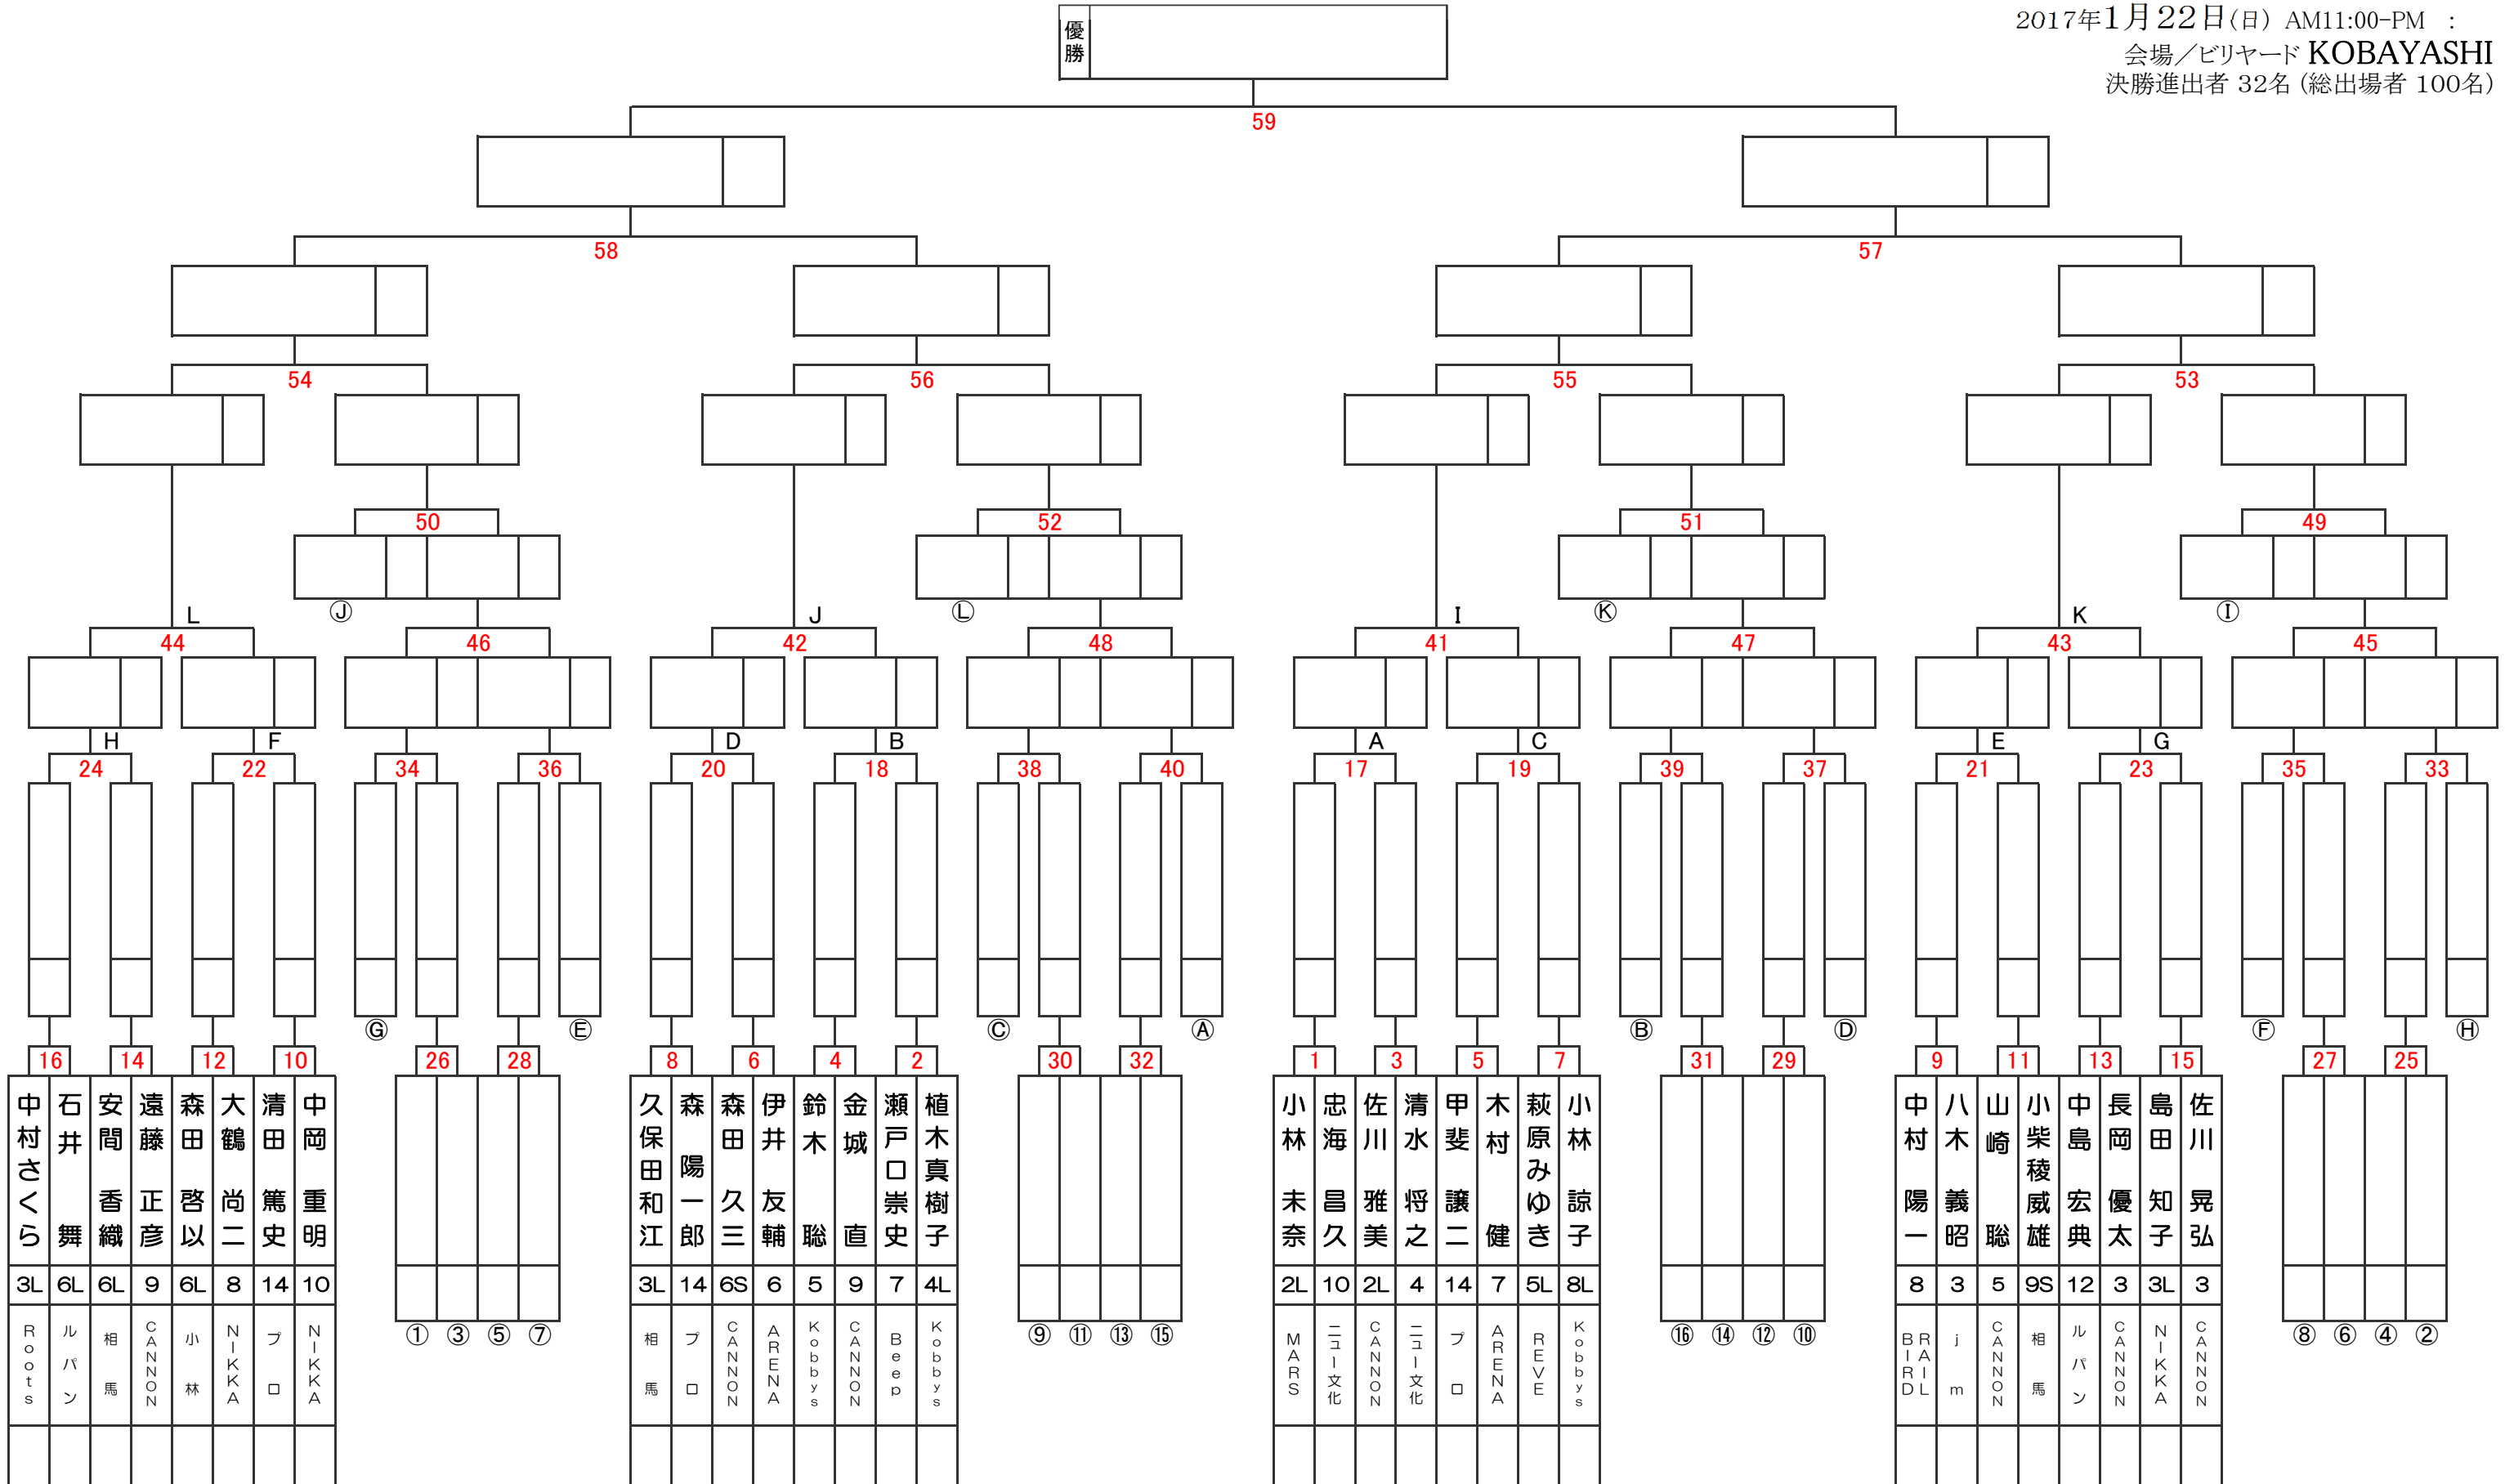 2017年1月22日(日) AM11:00-PM :
会場／ビリヤード KOBAYASHI
決勝進出者 32名 (総出場者 100名)
優勝
59
58 57
54 56 55 53
50 52 51 49
Ⓙ Ⓛ Ⓚ Ⓘ
L J I K
44 46 42 48 41 47 43 45
H F D B A C E G
24 22 34 36 20 18 38 40 17 19 39 37 21 23 35 33
Ⓖ Ⓔ Ⓒ Ⓐ Ⓑ Ⓓ Ⓕ Ⓗ
16 14 12 10 26 28 8 6 4 2 30 32 1 3 5 7 31 29 9 11 13 15 27 25
中村さくら 3L Roots
石井 舞 6L ルパン
安間 香織 6L 相馬
遠藤 正彦 9 CANNON
森田 啓以 6L 小林
大鶴 尚二 8 NIKKA
清田 篤史 14 プロ
中岡 重明 10 NIKKA
① ③ ⑤ ⑦
久保田和江 3L 相馬
森 陽一郎 14 プロ
森田 久三 6S CANNON
伊井 友輔 6 ARENA
鈴木 聡 5 Kobbys
金城 直 9 CANNON
瀬戸口崇史 7 Beep
植木真樹子 4L Kobbys
⑨ ⑪ ⑬ ⑮
小林 未奈 2L MARS
忠海 昌久 10 ニュー文化
佐川 雅美 2L CANNON
清水 将之 4 ニュー文化
甲斐 譲二 14 プロ
木村 健 7 ARENA
萩原みゆき 5L REVE
小林 諒子 8L Kobbys
⑯ ⑭ ⑫ ⑩
中村 陽一 8 RAIL BIRD
八木 義昭 3 jm
山崎 聡 5 CANNON
小柴稜威雄 9S 相馬
中島 宏典 12 ルパン
長岡 優太 3 CANNON
島田 知子 3L NIKKA
佐川 晃弘 3 CANNON
⑧ ⑥ ④ ②